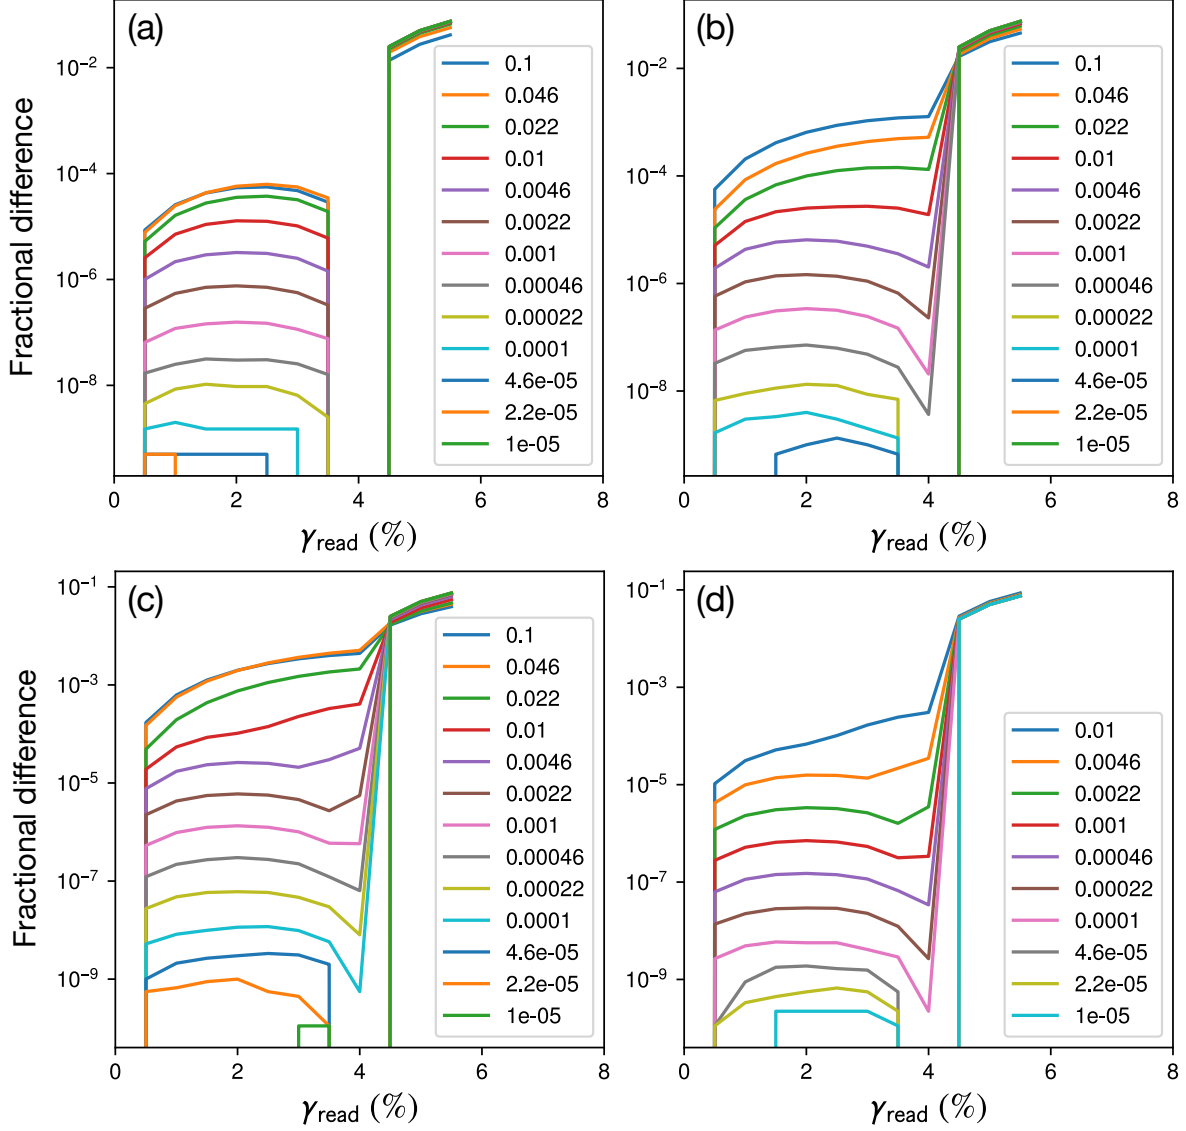 (a)
Fractional difference
10⁻²
10⁻⁴
10⁻⁶
10⁻⁸
0.1
0.046
0.022
0.01
0.0046
0.0022
0.001
0.00046
0.00022
0.0001
4.6e-05
2.2e-05
1e-05
0 2 4 6 8
γread (%)
(b)
10⁻²
10⁻⁴
10⁻⁶
10⁻⁸
0.1
0.046
0.022
0.01
0.0046
0.0022
0.001
0.00046
0.00022
0.0001
4.6e-05
2.2e-05
1e-05
0 2 4 6 8
γread (%)
(c)
Fractional difference
10⁻¹
10⁻³
10⁻⁵
10⁻⁷
10⁻⁹
0.1
0.046
0.022
0.01
0.0046
0.0022
0.001
0.00046
0.00022
0.0001
4.6e-05
2.2e-05
1e-05
0 2 4 6 8
γread (%)
(d)
10⁻¹
10⁻³
10⁻⁵
10⁻⁷
10⁻⁹
0.01
0.0046
0.0022
0.001
0.00046
0.00022
0.0001
4.6e-05
2.2e-05
1e-05
0 2 4 6 8
γread (%)